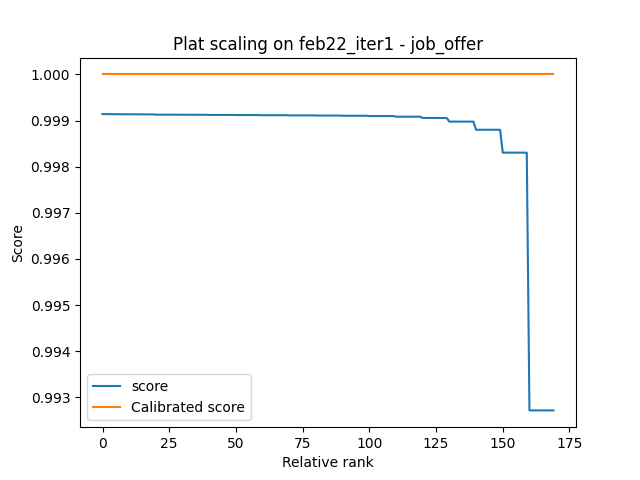 Plat scaling on feb22_iter1 - job_offer
1.000
0.999
0.998
0.997
0.996
0.995
0.994
0.993
Score
score
Calibrated score
0 25 50 75 100 125 150 175
Relative rank